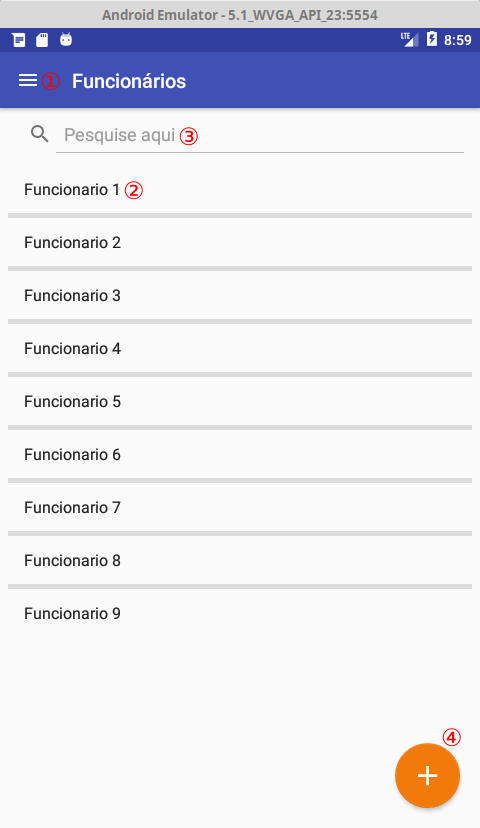 Android Emulator - 5.1_WVGA_API_23:5554
LTE 8:59
① Funcionários
Pesquise aqui ③
Funcionario 1 ②
Funcionario 2
Funcionario 3
Funcionario 4
Funcionario 5
Funcionario 6
Funcionario 7
Funcionario 8
Funcionario 9
④
+